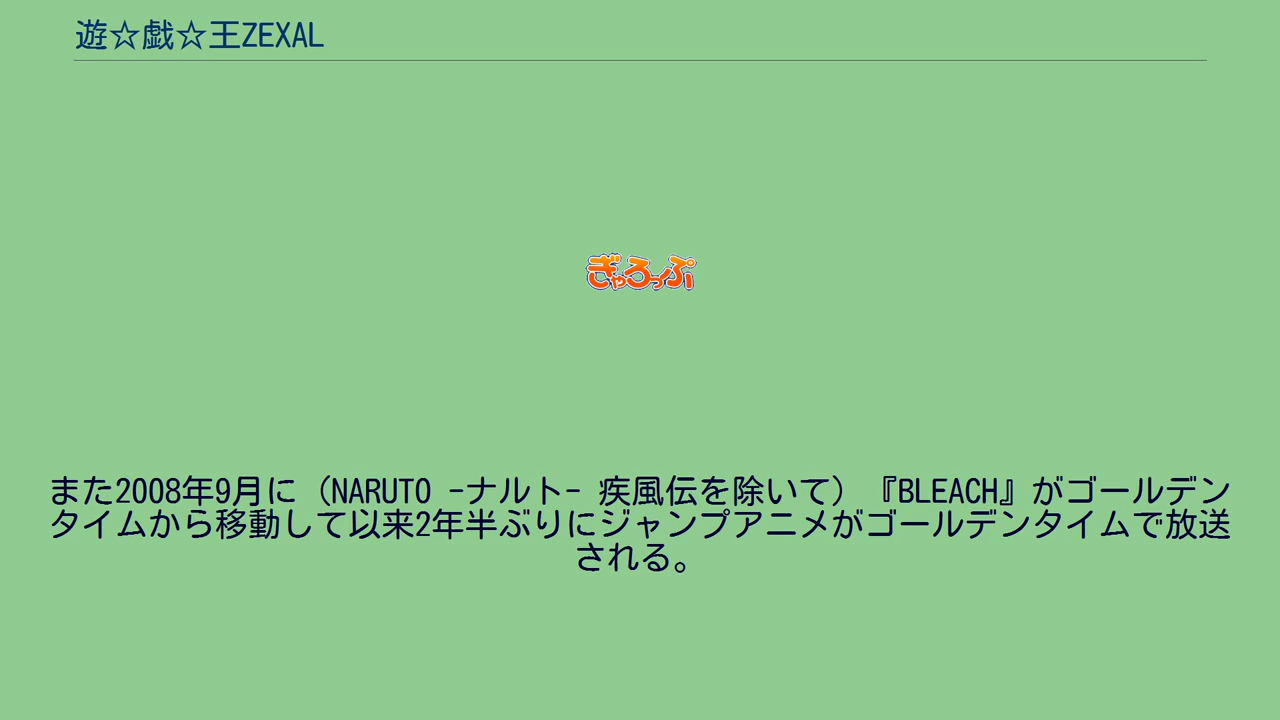 遊☆戯☆王ZEXAL
ぎゃろっぷ
また2008年9月に（NARUTO -ナルト- 疾風伝を除いて）『BLEACH』がゴールデン
タイムから移動して以来2年半ぶりにジャンプアニメがゴールデンタイムで放送
される。